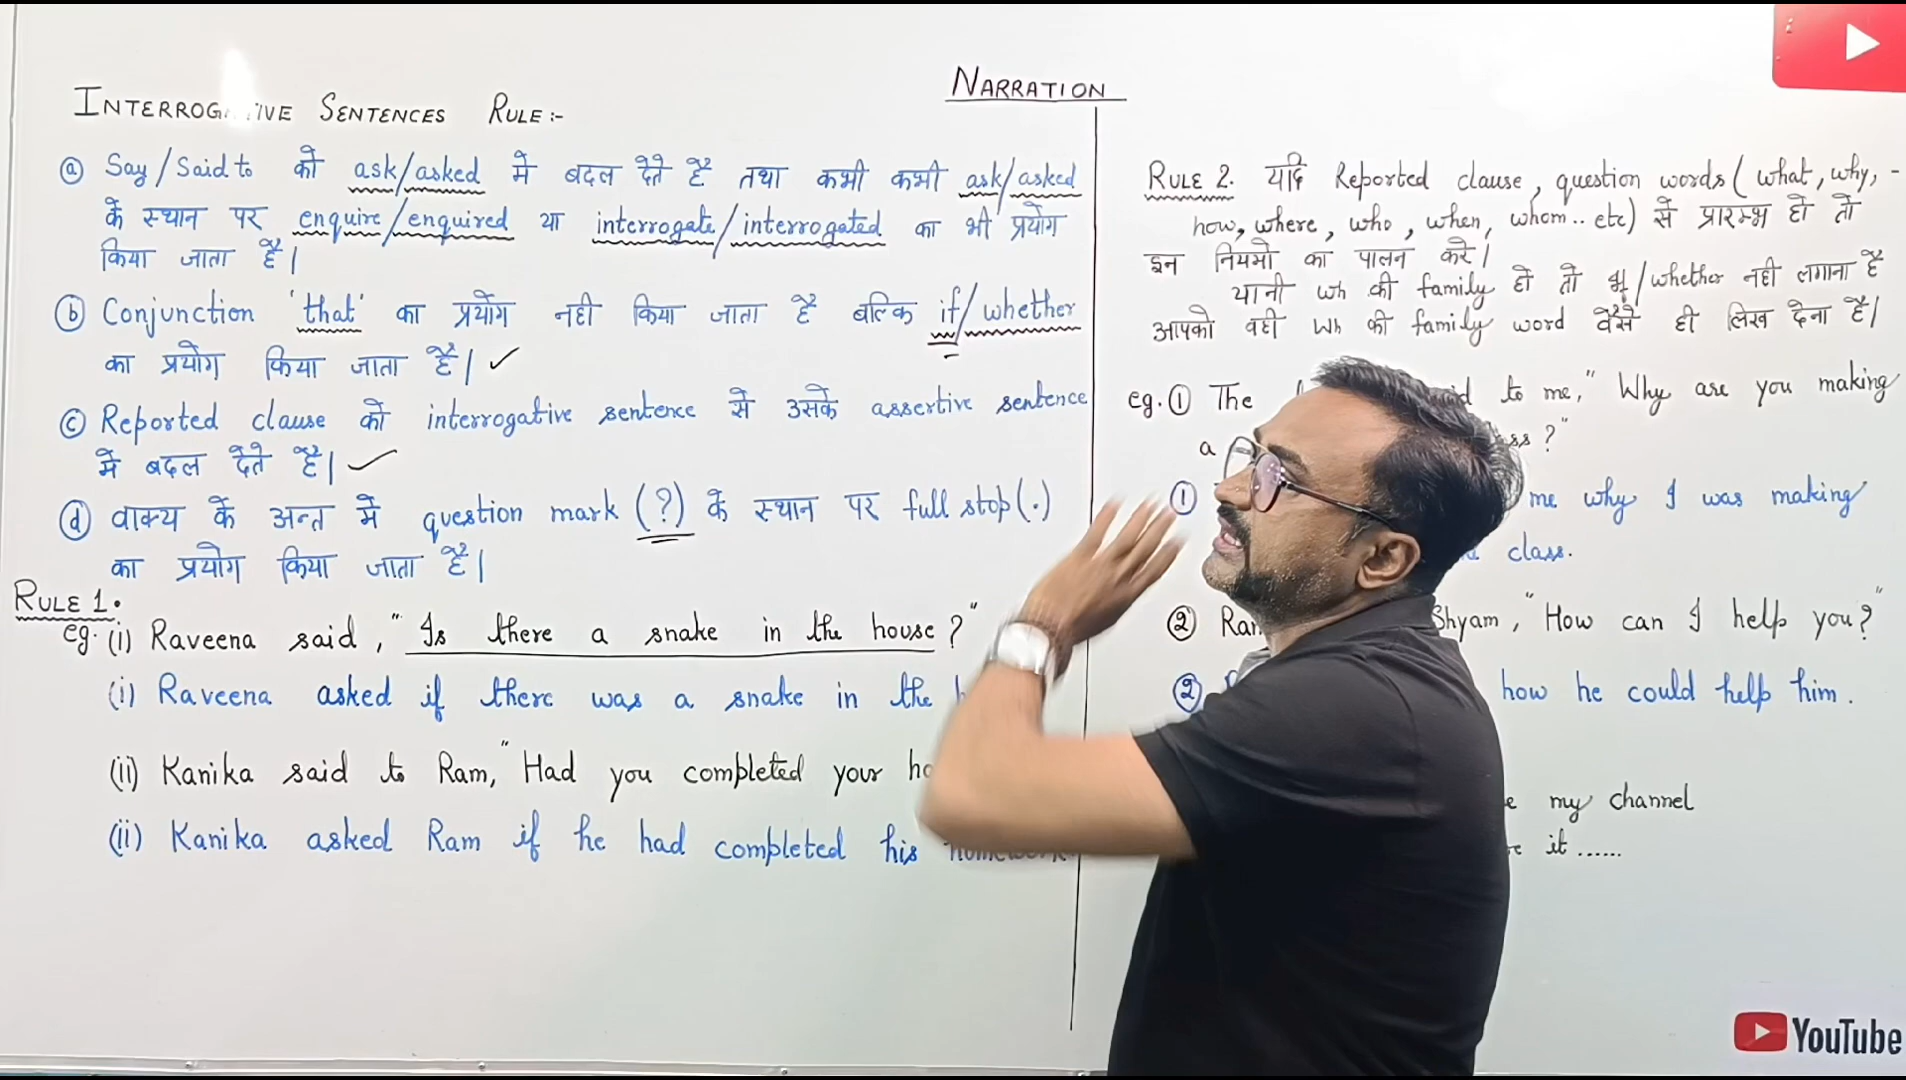 NARRATION
INTERROG IVE SENTENCES RULE :-
ⓐ Say/Said to को ask/asked में बदल देते हैं तथा कभी कभी ask/asked
के स्थान पर enquire/enquired या interrogate/interrogated का भी प्रयोग
किया जाता है।
ⓑ Conjunction 'that' का प्रयोग नही किया जाता है बल्कि if/whether
का प्रयोग किया जाता है। ✓
ⓒ Reported clause को interrogative sentence से उसके assertive sentence
में बदल देते हैं। ✓
ⓓ वाक्य के अन्त में question mark (?) के स्थान पर full stop (.)
का प्रयोग किया जाता है।
RULE 1.
eg. (i) Raveena said, "Is there a snake in the house?"
(i) Raveena asked if there was a snake in the
(ii) Kanika said to Ram, "Had you completed your
(ii) Kanika asked Ram if he had completed his homework.
RULE 2. यदि Reported clause, question words (what, why, -
how, where, who, when, whom.. etc) से प्रारम्भ हो तो
इन नियमो का पालन करे।
यानी wh की family हो तो /whether नही लगाना है
आपको वही Wh की family word वैसे ही लिख देना है।
eg. ① The to me, "Why are you making
a ?"
① me why I was making
class.
② Shyam, "How can I help you?"
② how he could help him.
my channel
it ......
YouTube